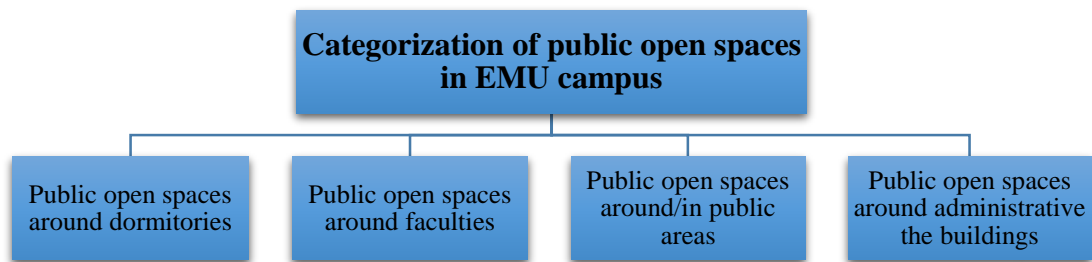 Categorization of public open spaces
in EMU campus
Public open spaces
around dormitories
Public open spaces
around faculties
Public open spaces
around/in public
areas
Public open spaces
around administrative
the buildings